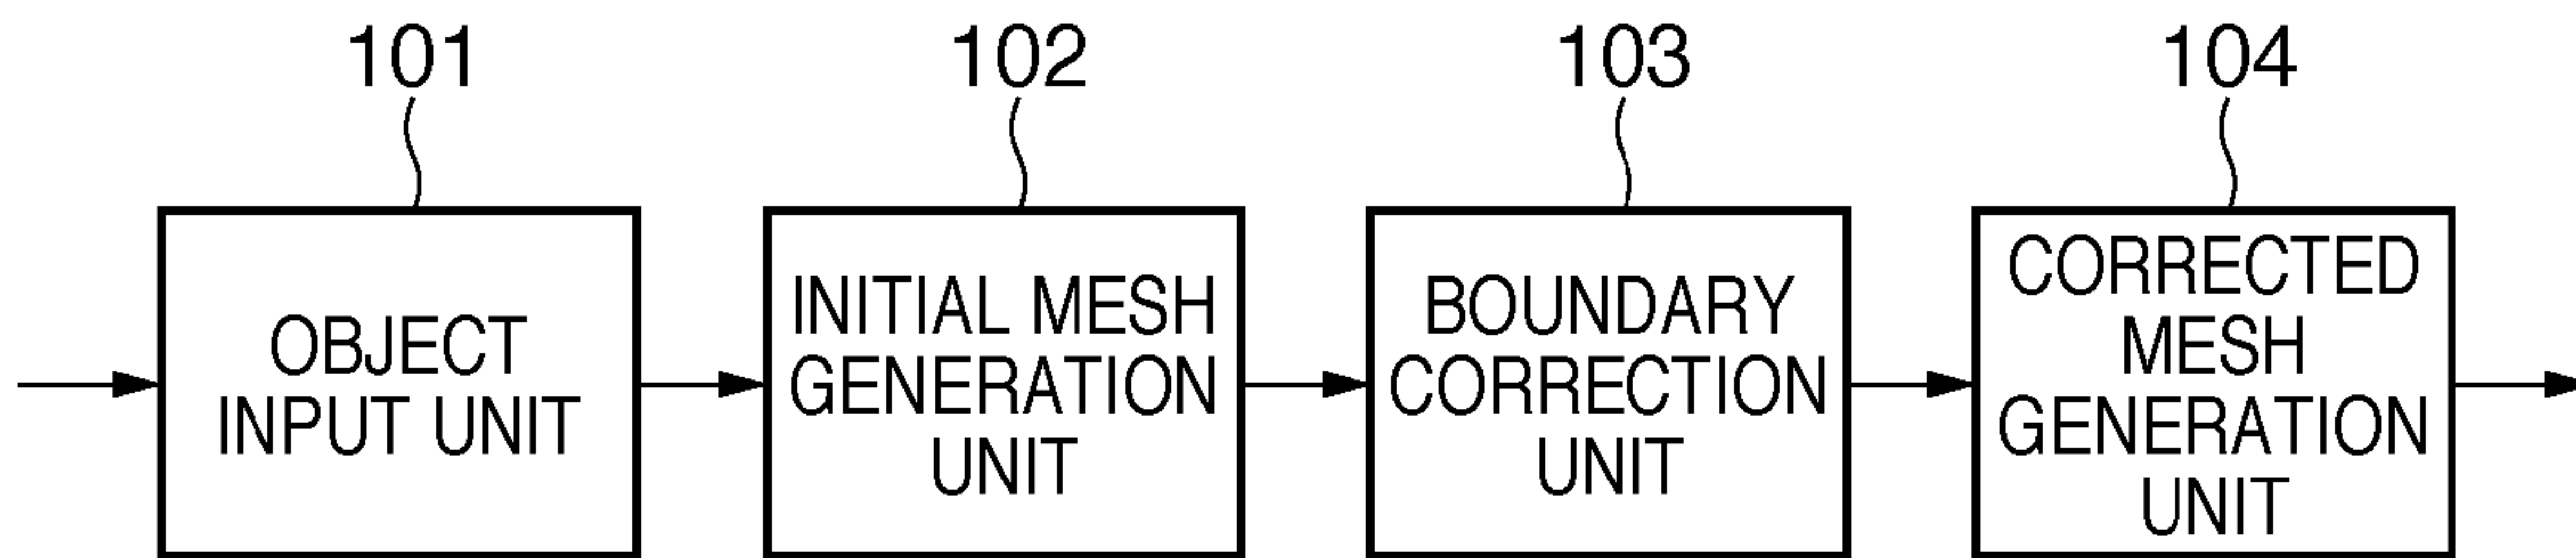 101
102
103
104
OBJECT
INPUT UNIT
INITIAL MESH
GENERATION
UNIT
BOUNDARY
CORRECTION
UNIT
CORRECTED
MESH
GENERATION
UNIT